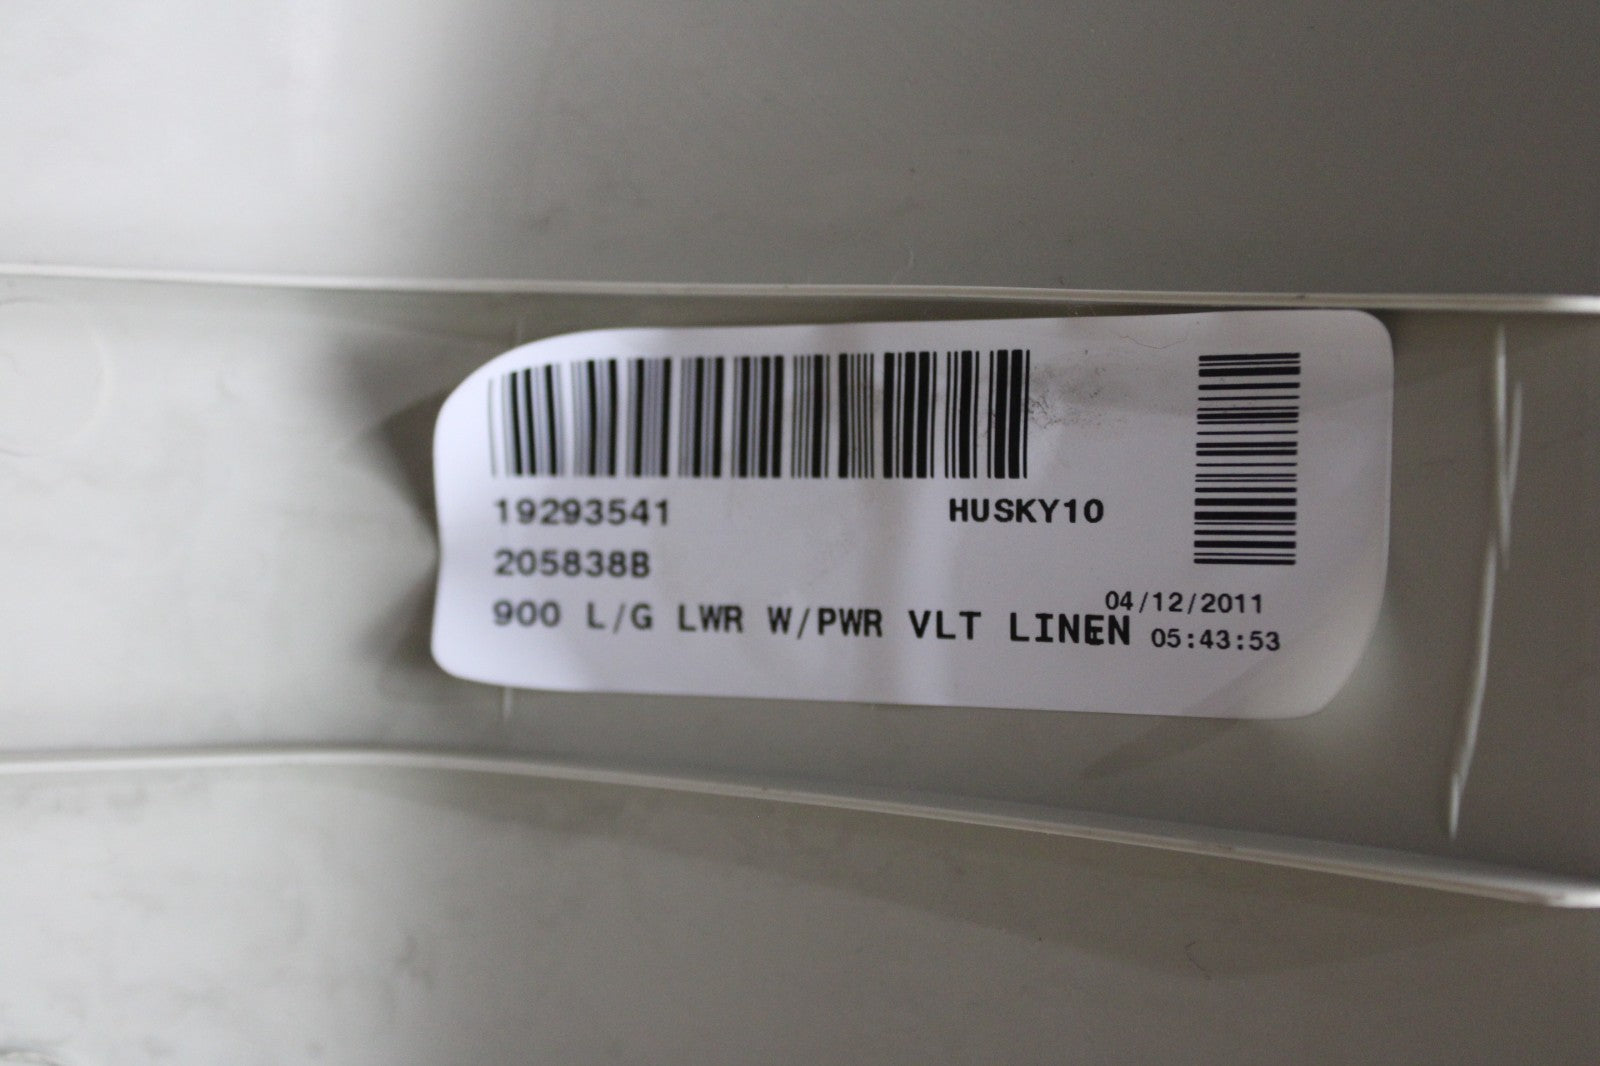 19293541 HUSKY10
205838B
04/12/2011
900 L/G LWR W/PWR VLT LINEN 05:43:53